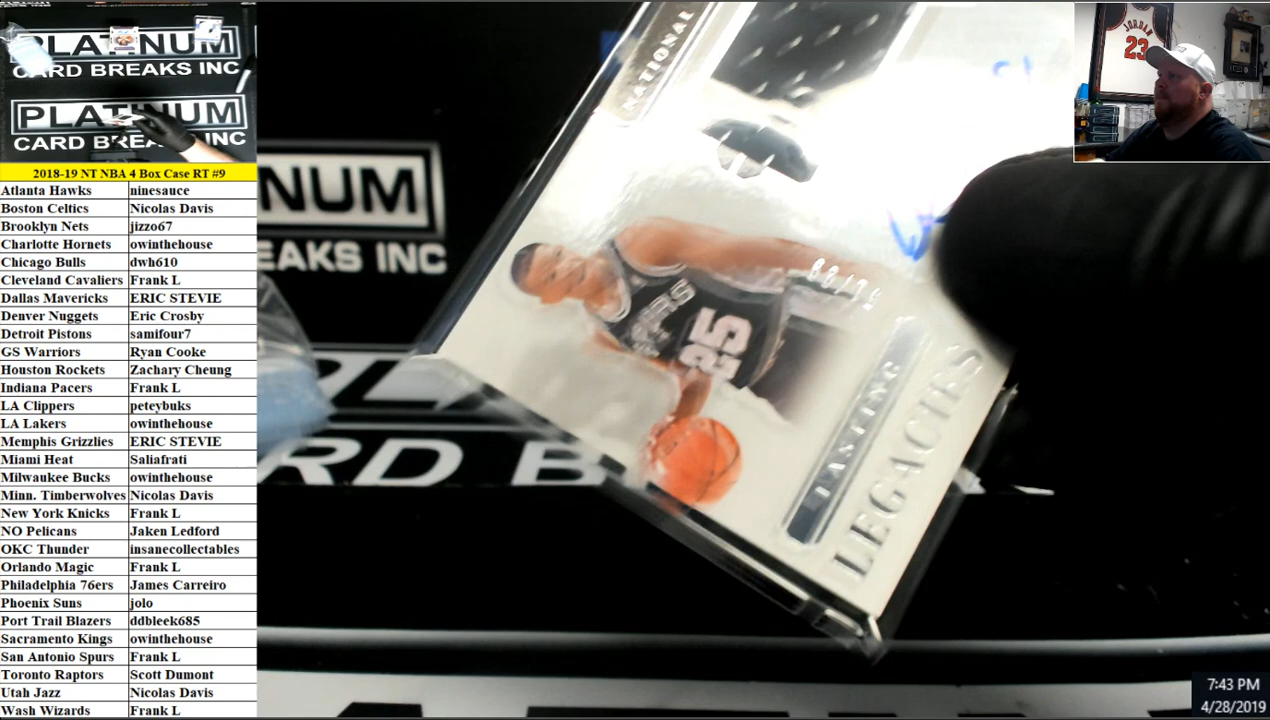 PLATINUM
CARD BREAKS INC
PLATINUM
CARD BREA INC
2018-19 NT NBA 4 Box Case RT #9
Atlanta Hawks ninesauce
Boston Celtics Nicolas Davis
Brooklyn Nets jizzo67
Charlotte Hornets owinthehouse
Chicago Bulls dwh610
Cleveland Cavaliers Frank L
Dallas Mavericks ERIC STEVIE
Denver Nuggets Eric Crosby
Detroit Pistons samifour7
GS Warriors Ryan Cooke
Houston Rockets Zachary Cheung
Indiana Pacers Frank L
LA Clippers peteybuks
LA Lakers owinthehouse
Memphis Grizzlies ERIC STEVIE
Miami Heat Saliafrati
Milwaukee Bucks owinthehouse
Minn. Timberwolves Nicolas Davis
New York Knicks Frank L
NO Pelicans Jaken Ledford
OKC Thunder insanecollectables
Orlando Magic Frank L
Philadelphia 76ers James Carreiro
Phoenix Suns jolo
Port Trail Blazers ddbleek685
Sacramento Kings owinthehouse
San Antonio Spurs Frank L
Toronto Raptors Scott Dumont
Utah Jazz Nicolas Davis
Wash Wizards Frank L
NUM
EAKS INC
RD B
NATIONAL
25
LASTING
LEGACIES
JORDAN
23
7:43 PM
4/28/2019